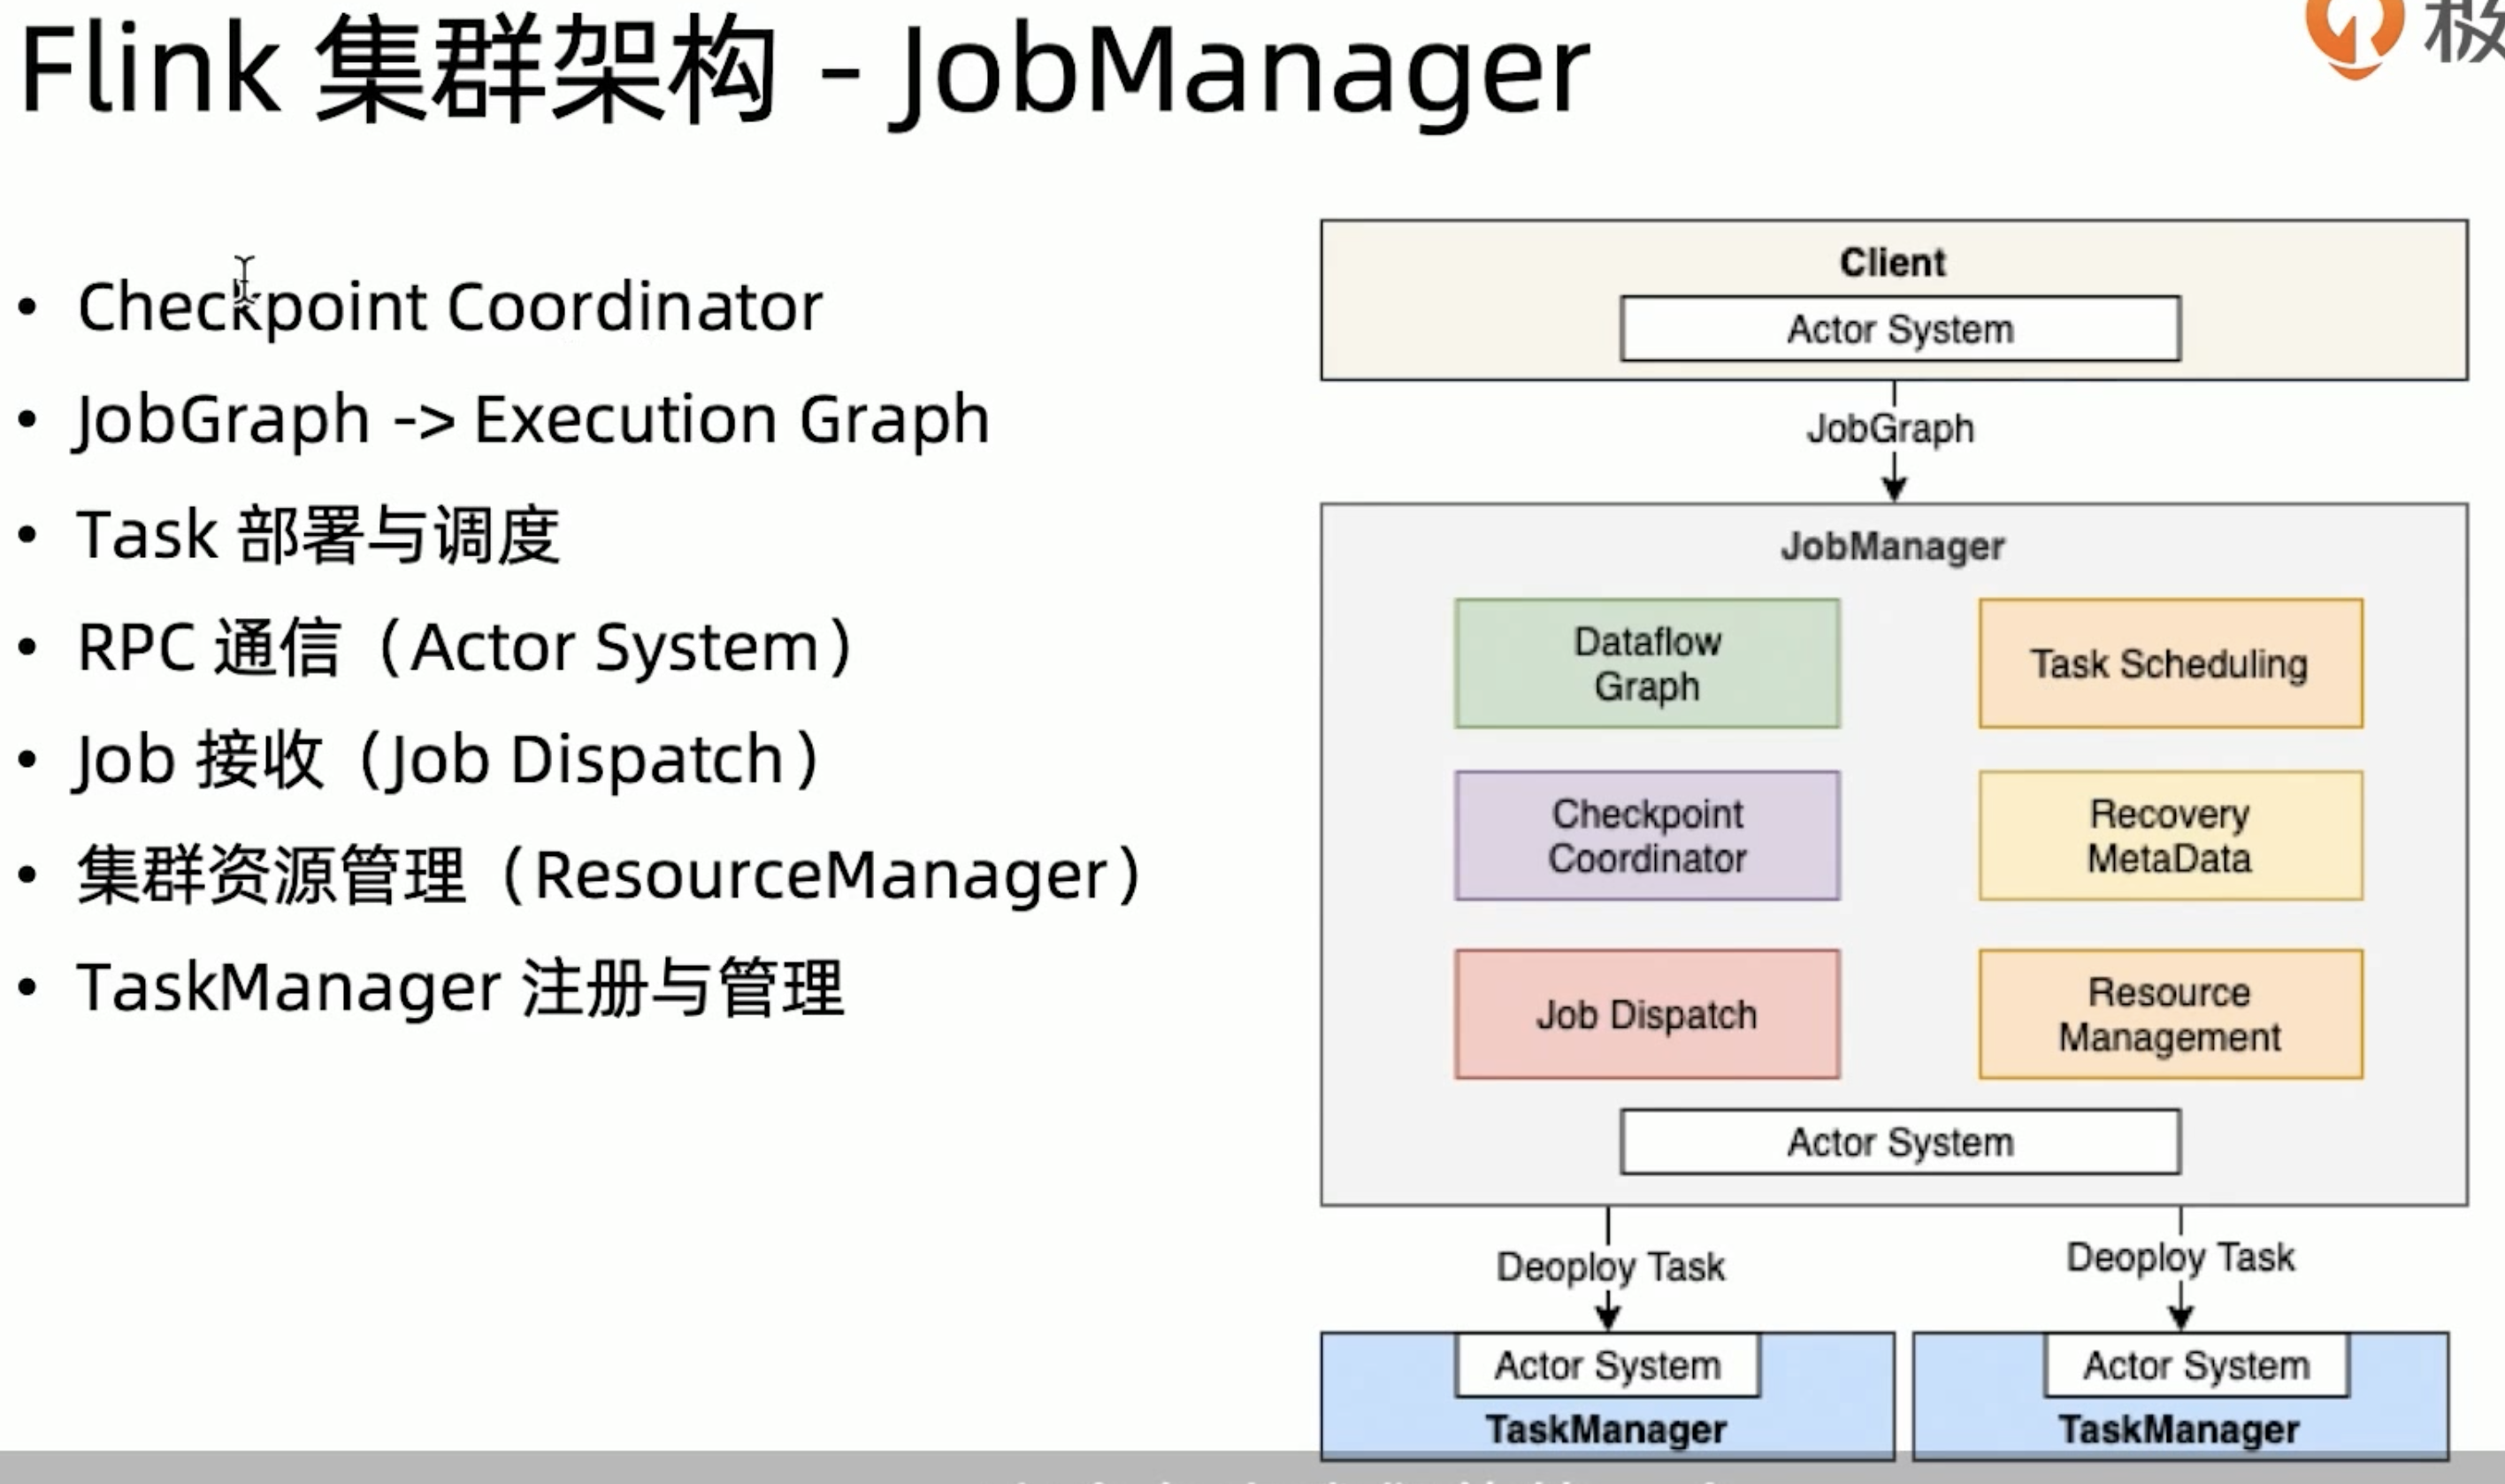 Flink 集群架构 - JobManager
极
• Checkpoint Coordinator
• JobGraph -> Execution Graph
• Task 部署与调度
• RPC 通信（Actor System）
• Job 接收（Job Dispatch）
• 集群资源管理（ResourceManager）
• TaskManager 注册与管理
Client
Actor System
JobGraph
JobManager
Dataflow
Graph
Task Scheduling
Checkpoint
Coordinator
Recovery
MetaData
Job Dispatch
Resource
Management
Actor System
Deoploy Task
Deoploy Task
Actor System
TaskManager
Actor System
TaskManager